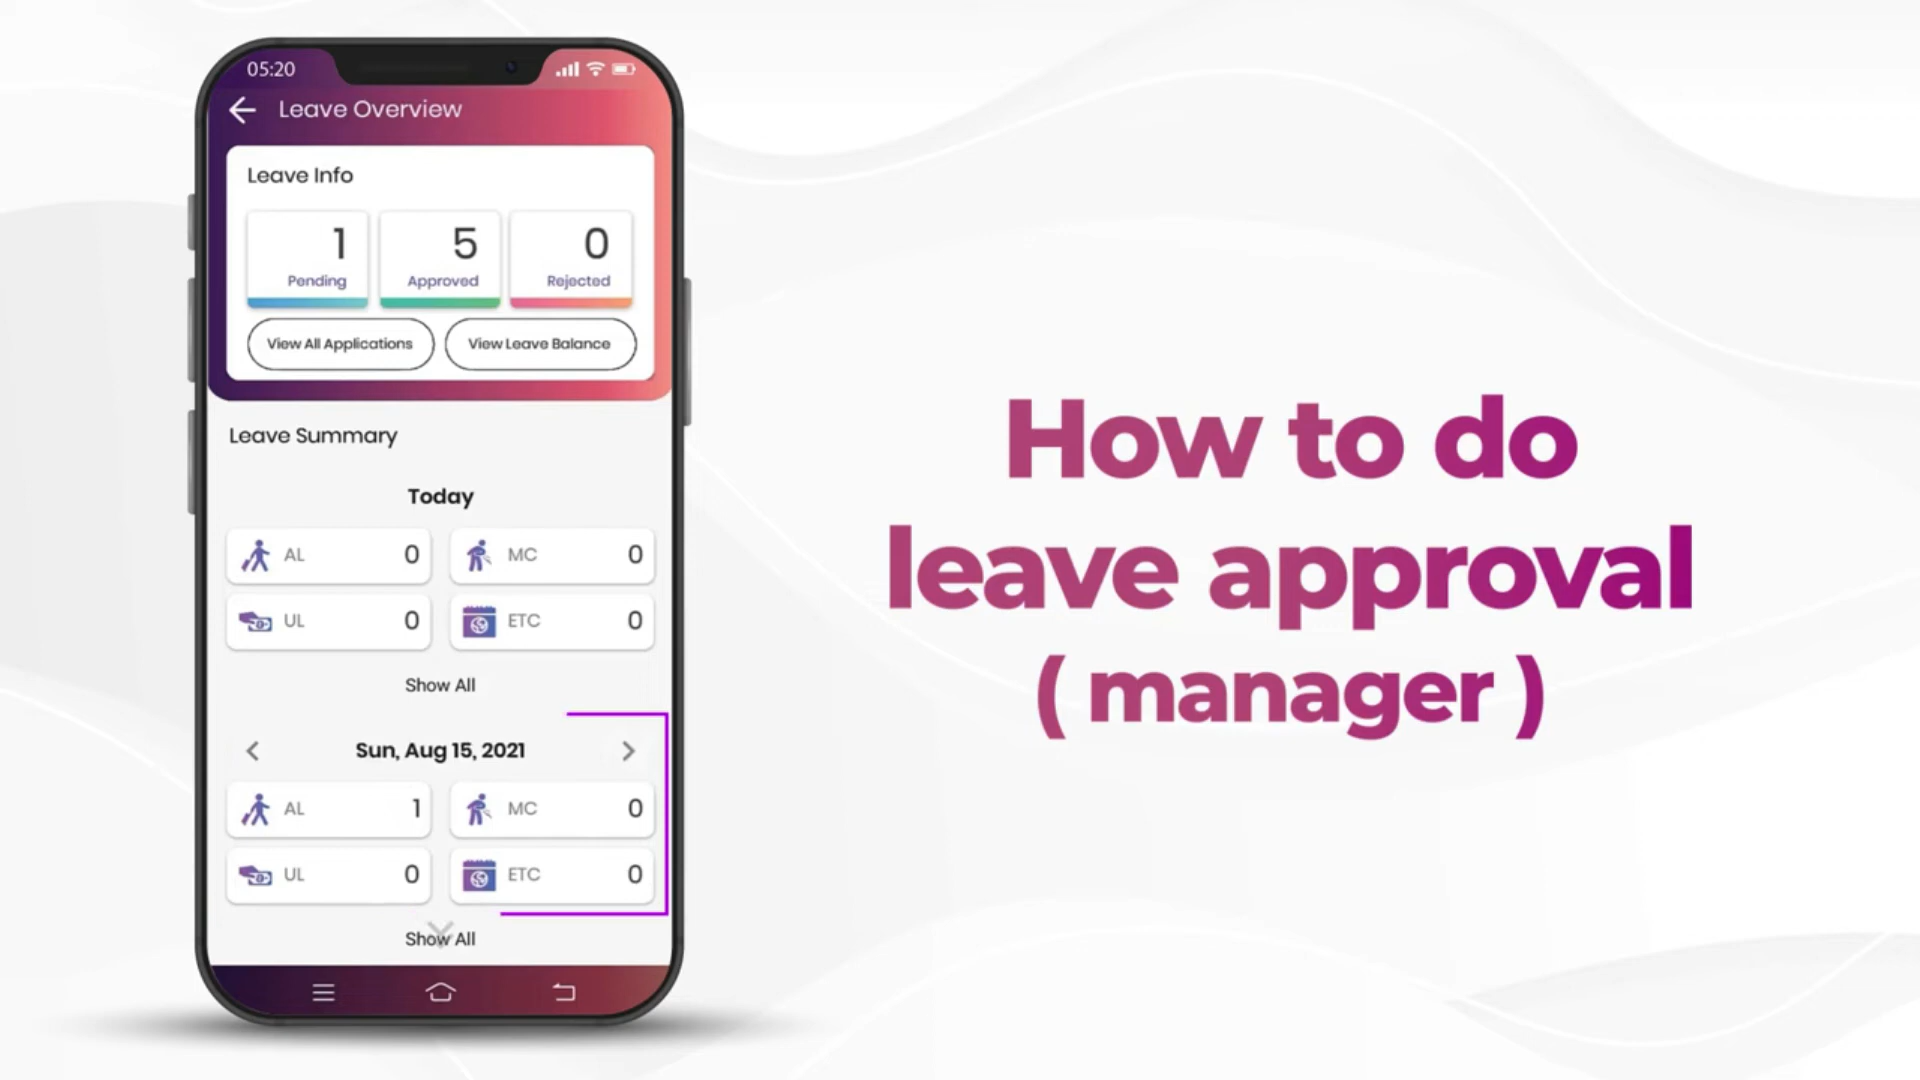 05:20
Leave Overview
Leave Info
1 5 0
Pending Approved Rejected
View All Applications View Leave Balance
Leave Summary
Today
AL 0 MC 0
UL 0 ETC 0
Show All
Sun, Aug 15, 2021
AL 1 MC 0
UL 0 ETC 0
Show All
How to do
leave approval
( manager )